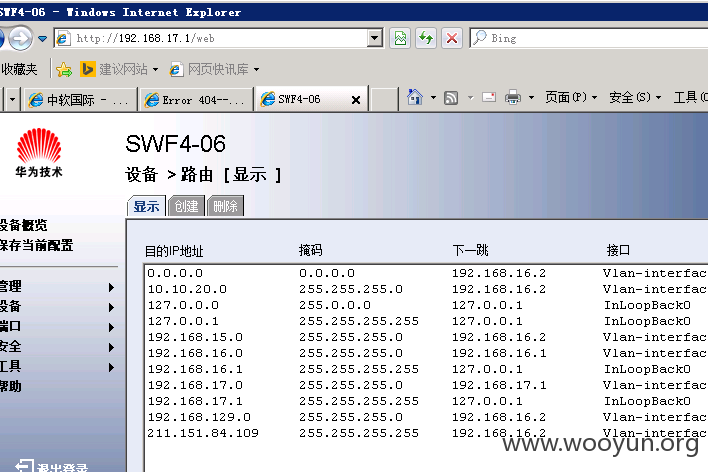 SWF4-06 - Windows Internet Explorer
http://192.168.17.1/web
Bing
收藏夹
建议网站
网页快讯库
中软国际 - ...
Error 404--...
SWF4-06
页面(P)
安全(S)
工具(O
华为技术
SWF4-06
设备 >路由 [显示 ]
显示 创建 删除
设备概览
保存当前配置
管理
设备
端口
安全
工具
帮助
退出登录
目的IP地址 掩码 下一跳 接口
0.0.0.0 0.0.0.0 192.168.16.2 Vlan-interfac
10.10.20.0 255.255.255.0 192.168.16.2 Vlan-interfac
127.0.0.0 255.0.0.0 127.0.0.1 InLoopBack0
127.0.0.1 255.255.255.255 127.0.0.1 InLoopBack0
192.168.15.0 255.255.255.0 192.168.16.2 Vlan-interfac
192.168.16.0 255.255.255.0 192.168.16.1 Vlan-interfac
192.168.16.1 255.255.255.255 127.0.0.1 InLoopBack0
192.168.17.0 255.255.255.0 192.168.17.1 Vlan-interfac
192.168.17.1 255.255.255.255 127.0.0.1 InLoopBack0
192.168.129.0 255.255.255.0 192.168.16.2 Vlan-interfac
211.151.84.109 255.255.255.255 192.168.16.2 Vlan-interfac
www.wooyun.org